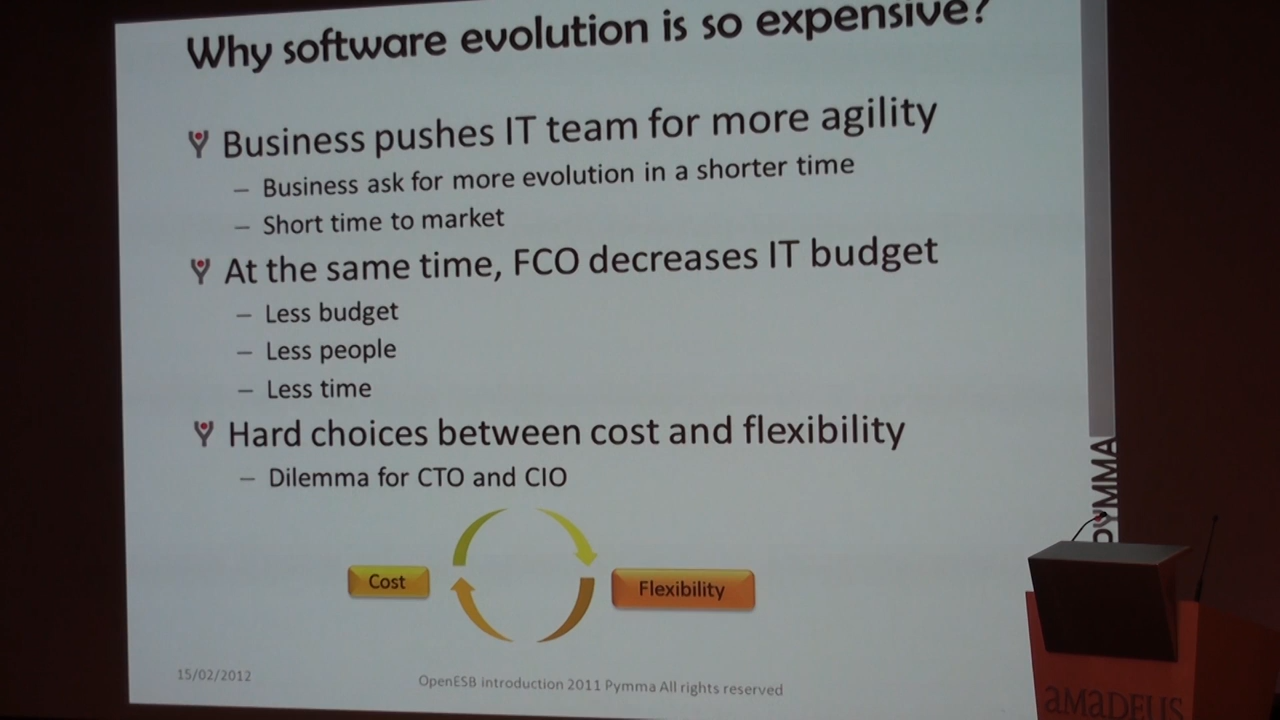 Why software evolution is so expensive?
Business pushes IT team for more agility
– Business ask for more evolution in a shorter time
– Short time to market
At the same time, FCO decreases IT budget
– Less budget
– Less people
– Less time
Hard choices between cost and flexibility
– Dilemma for CTO and CIO
Cost
Flexibility
15/02/2012
OpenESB introduction 2011 Pymma All rights reserved
PYMMA
amadeus